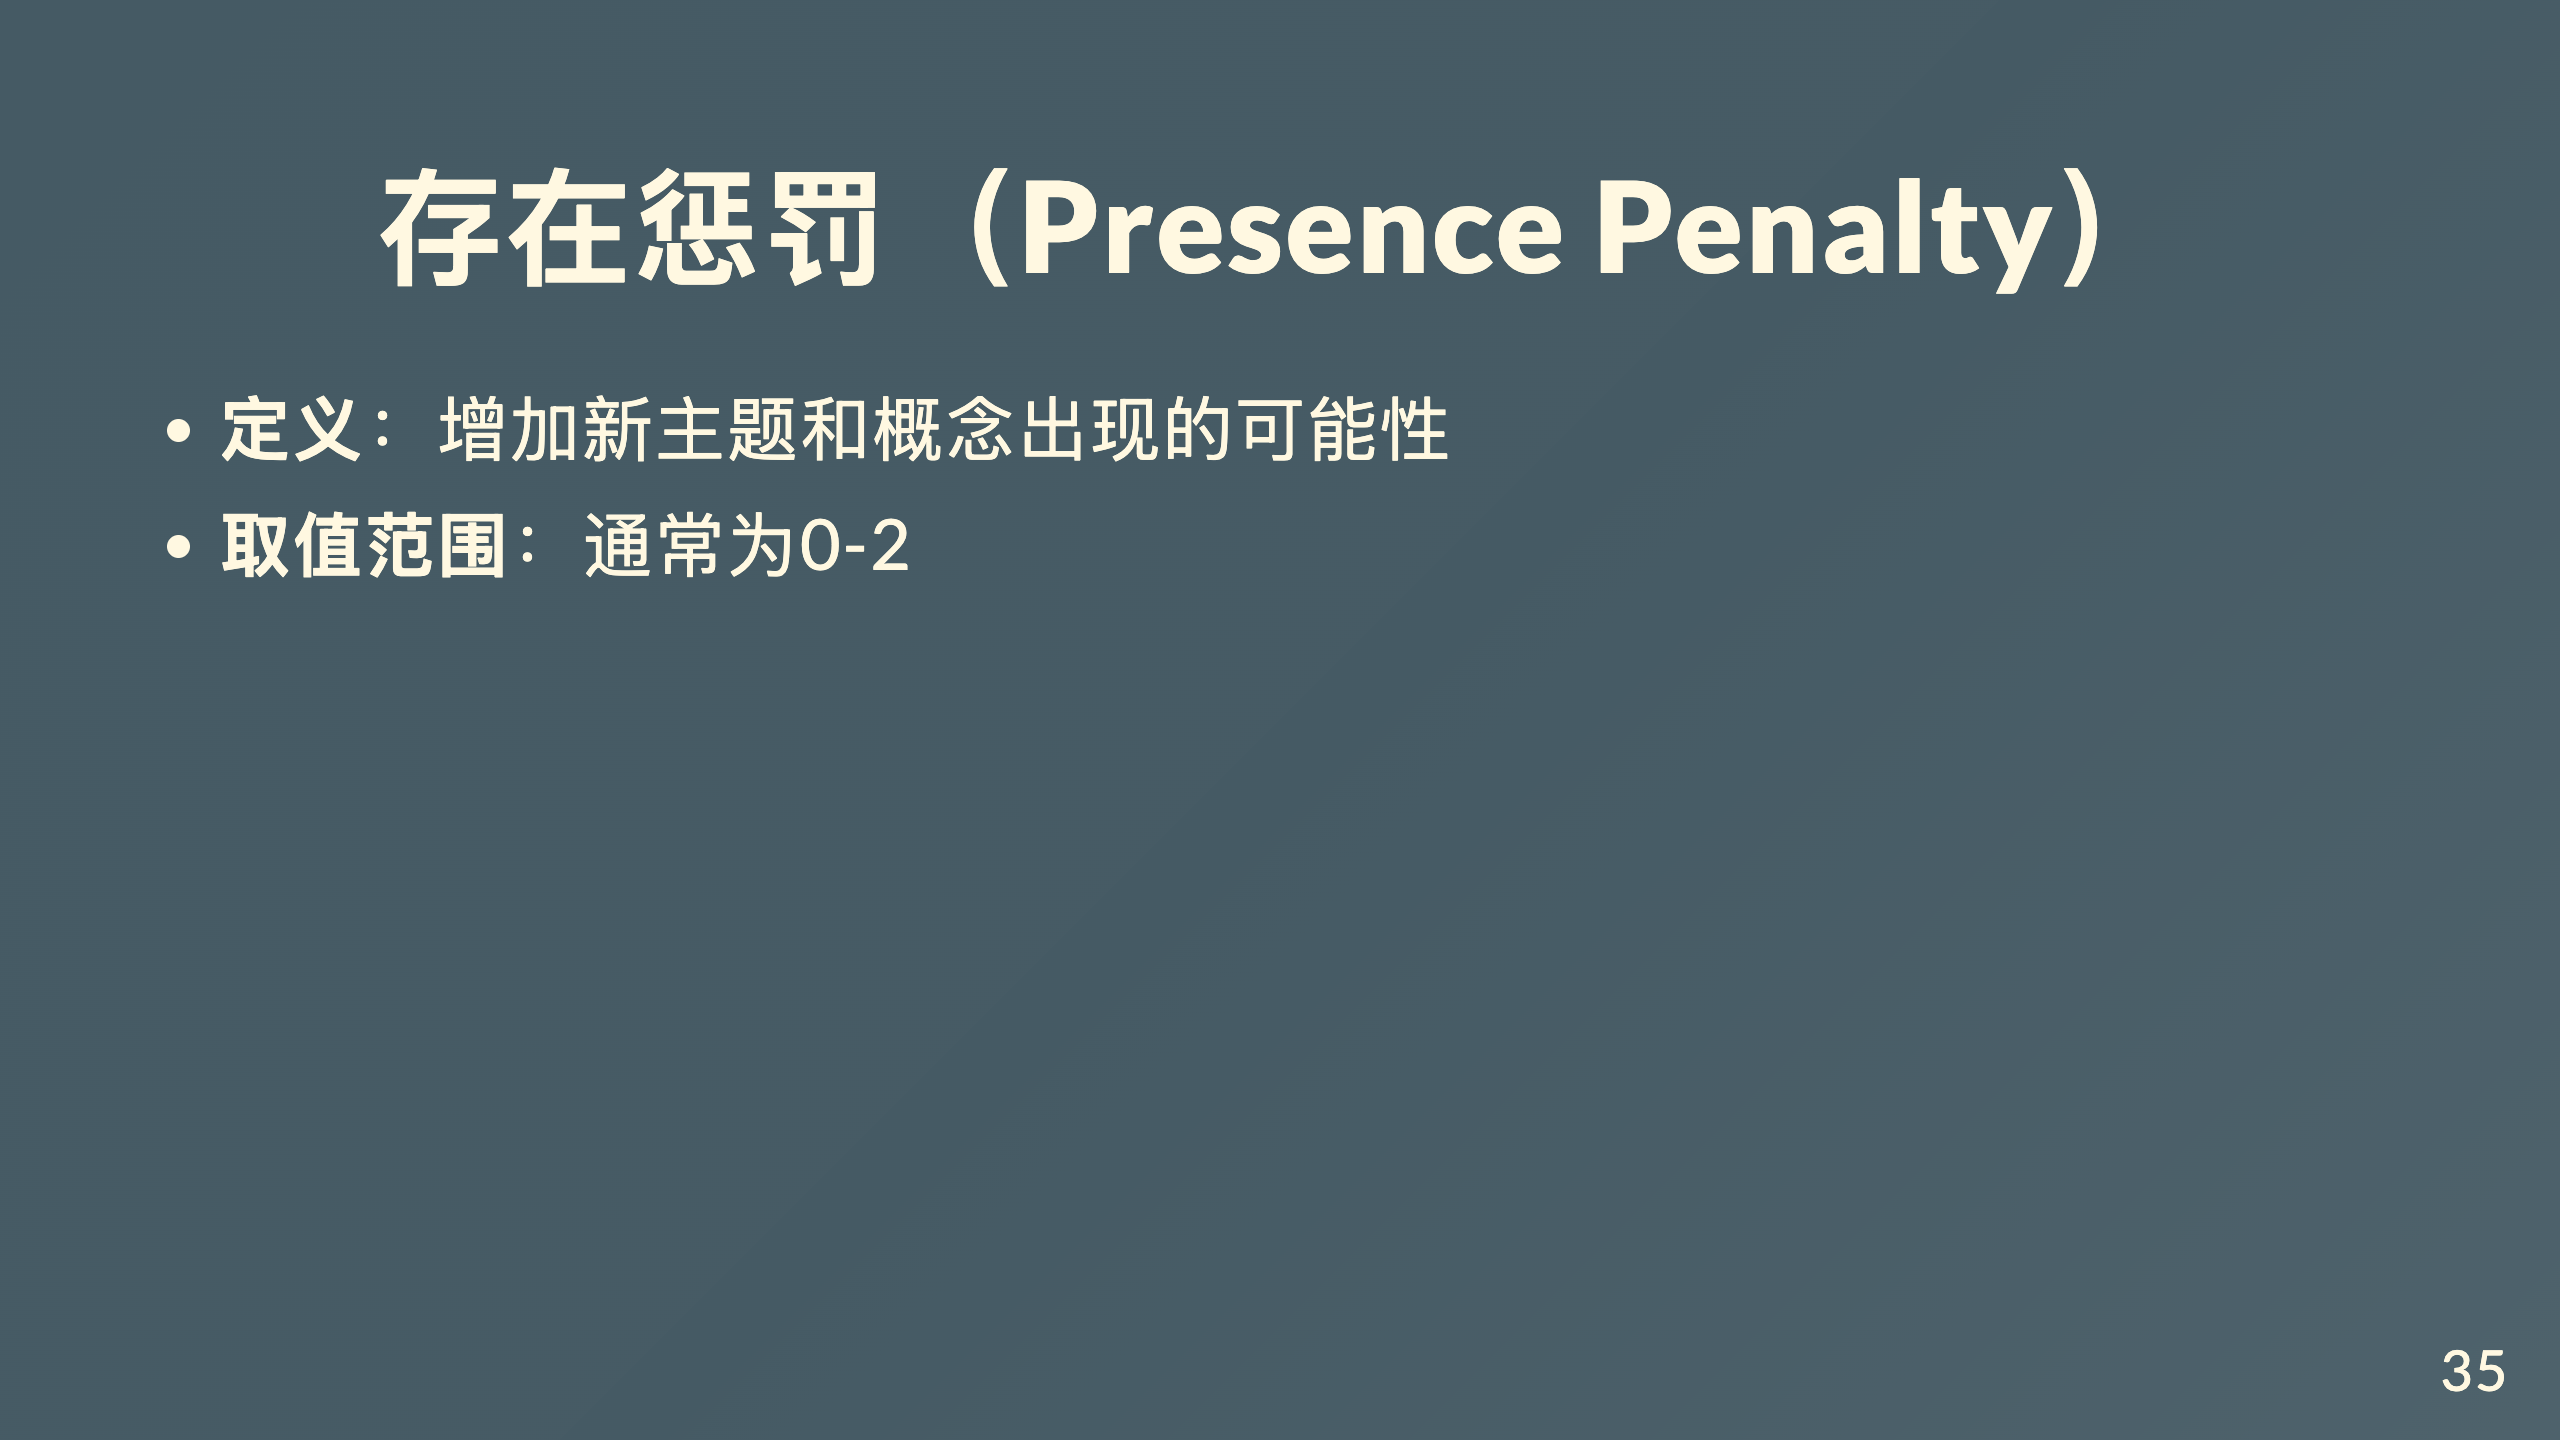 存在惩罚（Presence Penalty）
• 定义：增加新主题和概念出现的可能性
• 取值范围：通常为0-2
35